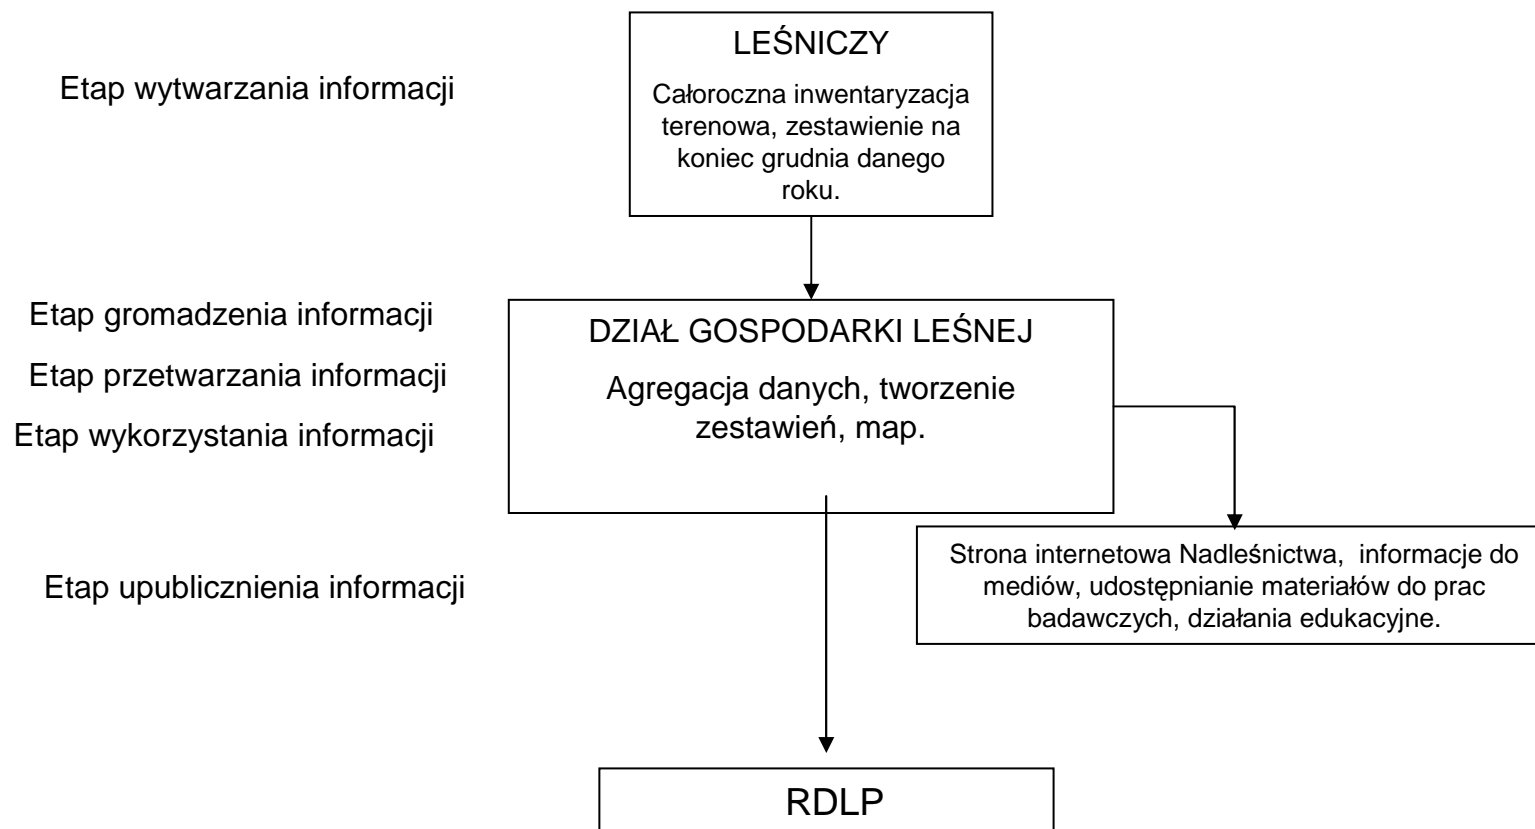 LEŚNICZY
Etap wytwarzania informacji
Całoroczna inwentaryzacja
terenowa, zestawienie na
koniec grudnia danego
roku.
Etap gromadzenia informacji
Etap przetwarzania informacji
Etap wykorzystania informacji
DZIAŁ GOSPODARKI LEŚNEJ
Agregacja danych, tworzenie
zestawień, map.
Etap upublicznienia informacji
Strona internetowa Nadleśnictwa, informacje do
mediów, udostępnianie materiałów do prac
badawczych, działania edukacyjne.
RDLP